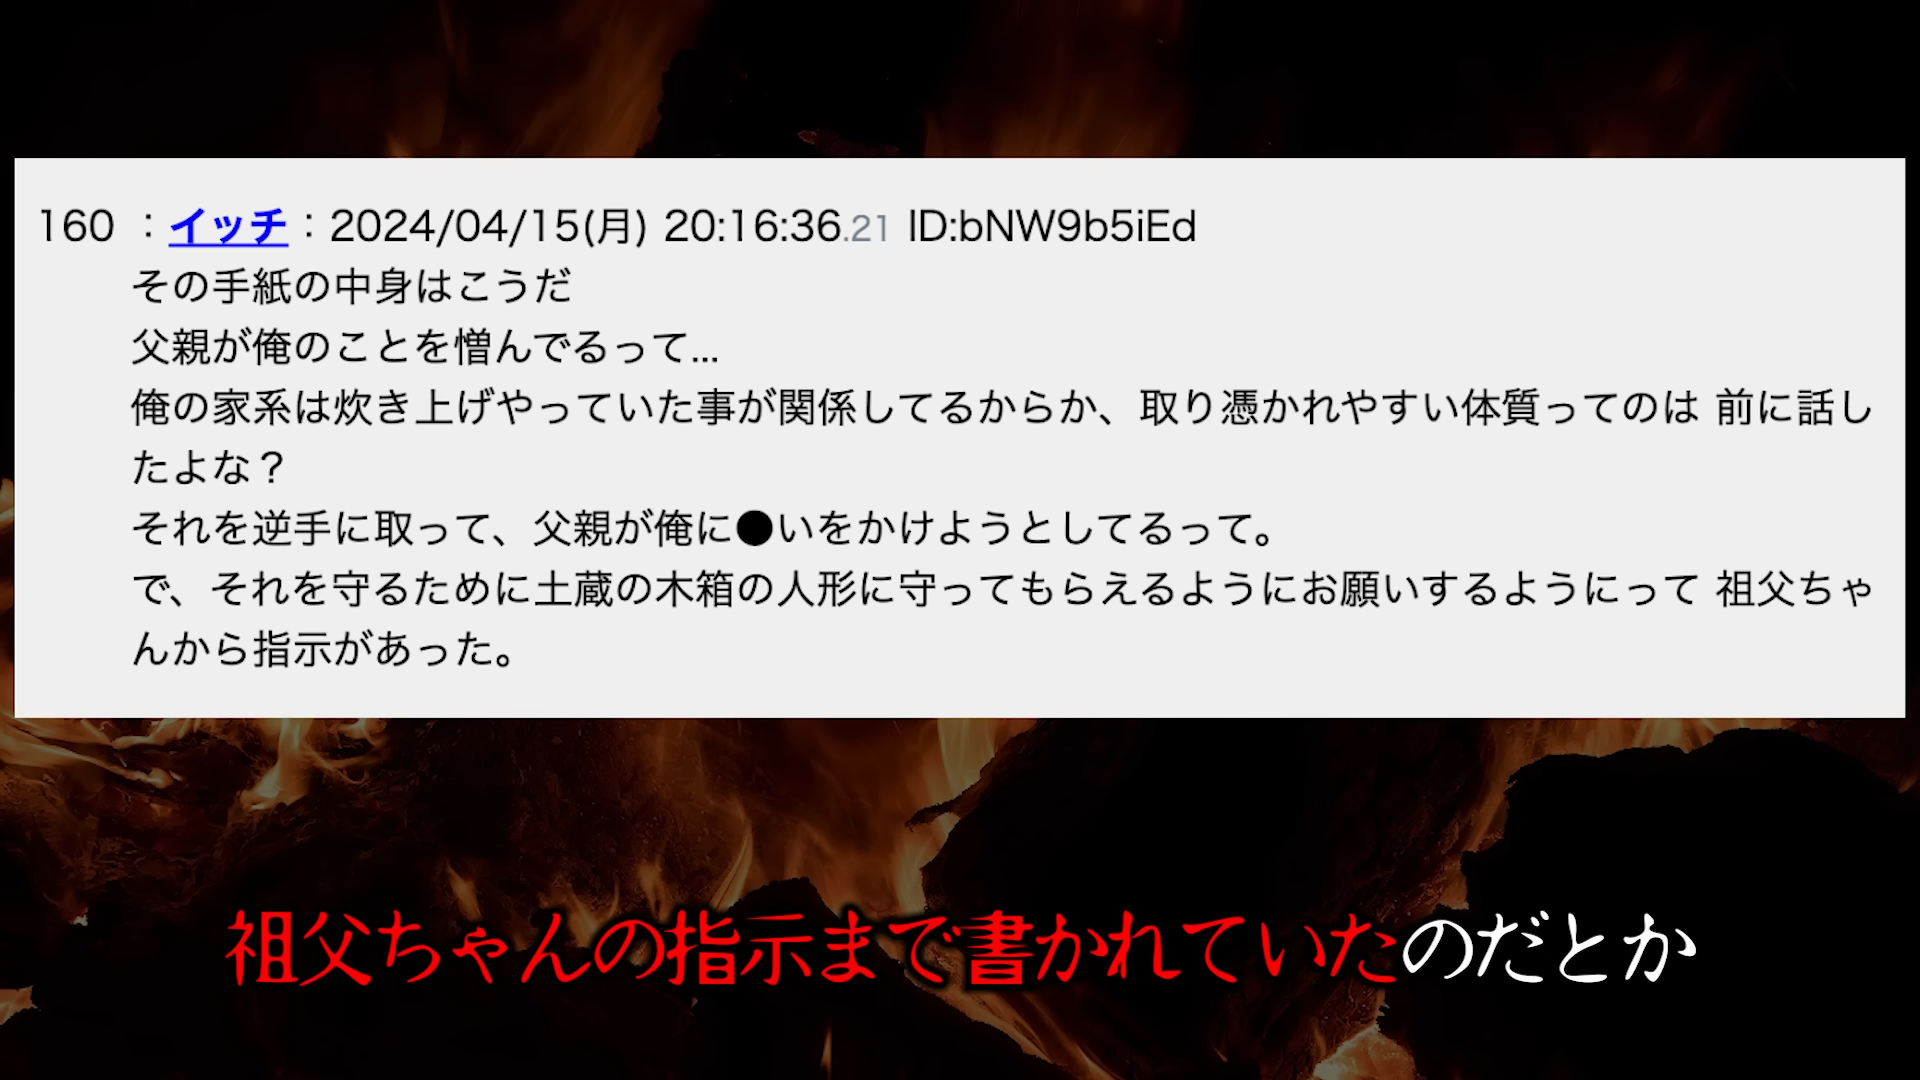 160 ：イッチ：2024/04/15(月) 20:16:36.21 ID:bNW9b5iEd
その手紙の中身はこうだ
父親が俺のことを憎んでるって...
俺の家系は炊き上げやっていた事が関係してるからか、取り憑かれやすい体質ってのは 前に話し
たよな？
それを逆手に取って、父親が俺に●いをかけようとしてるって。
で、それを守るために土蔵の木箱の人形に守ってもらえるようにお願いするようにって 祖父ちゃ
んから指示があった。
祖父ちゃんの指示まで書かれていたのだとか